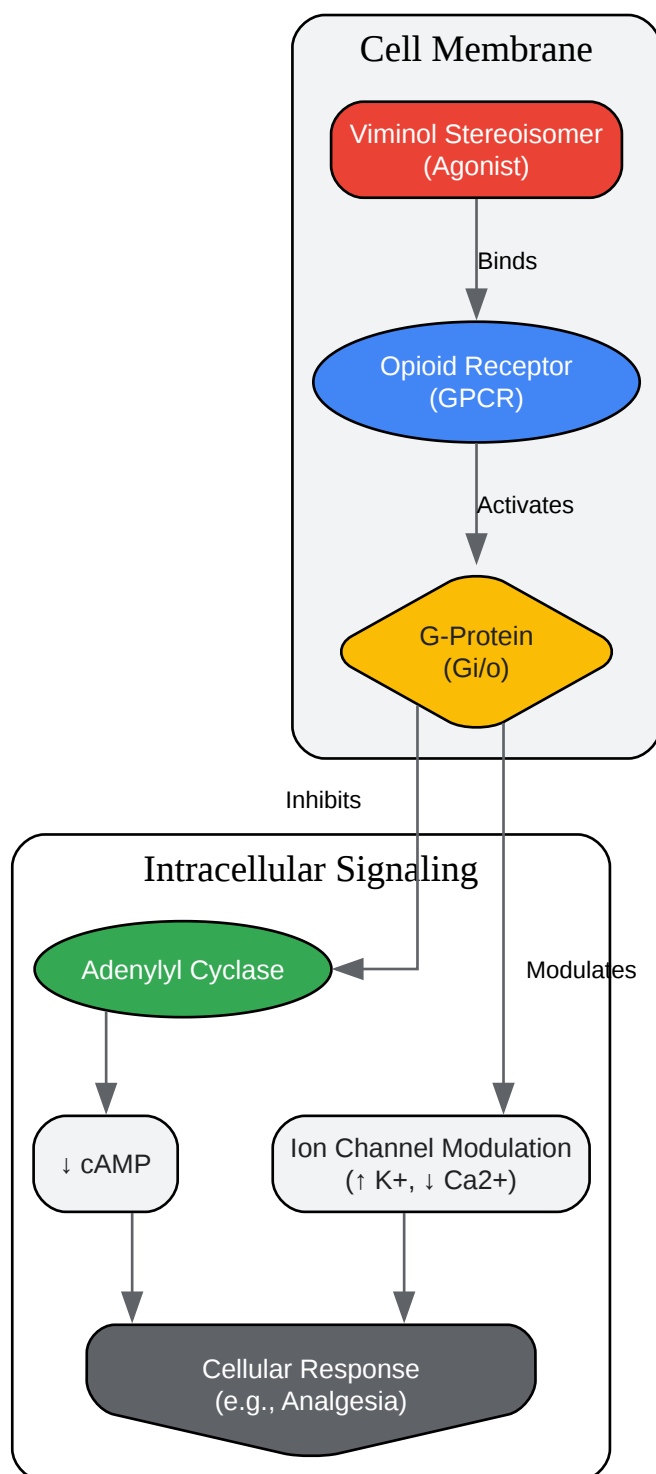 Cell Membrane
Viminol Stereoisomer
(Agonist)
Binds
Opioid Receptor
(GPCR)
Activates
G-Protein
(Gi/o)
Inhibits
Intracellular Signaling
Adenylyl Cyclase
Modulates
↓ cAMP
Ion Channel Modulation
(↑ K+, ↓ Ca2+)
Cellular Response
(e.g., Analgesia)